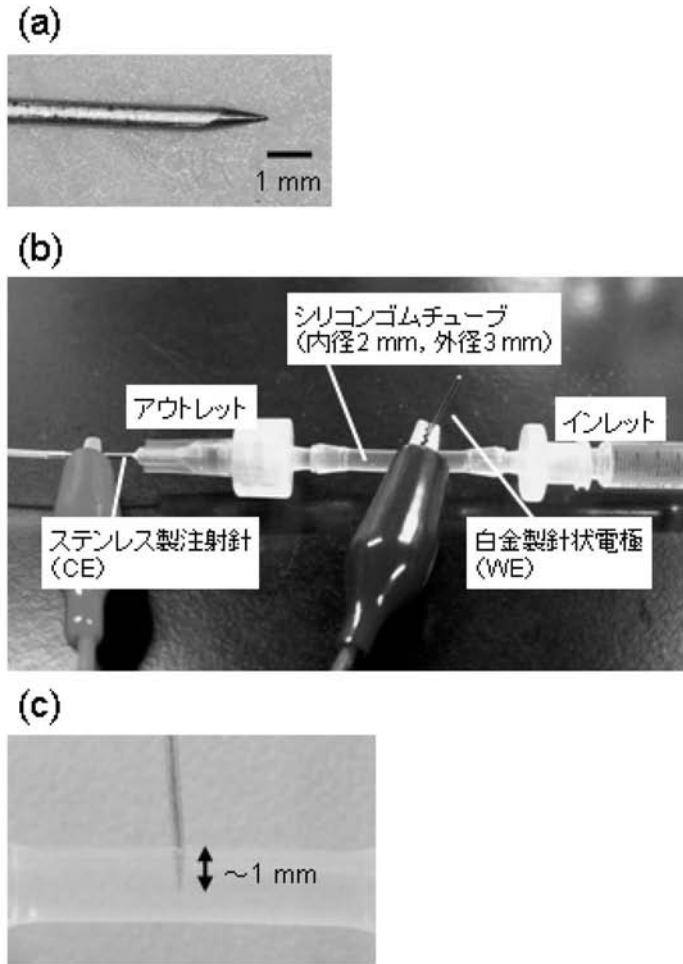 (a)
1 mm
(b)
シリコンゴムチューブ
(内径2 mm, 外径3 mm)
アウトレット
インレット
ステンレス製注射針
(CE)
白金製針状電極
(WE)
(c)
～1 mm